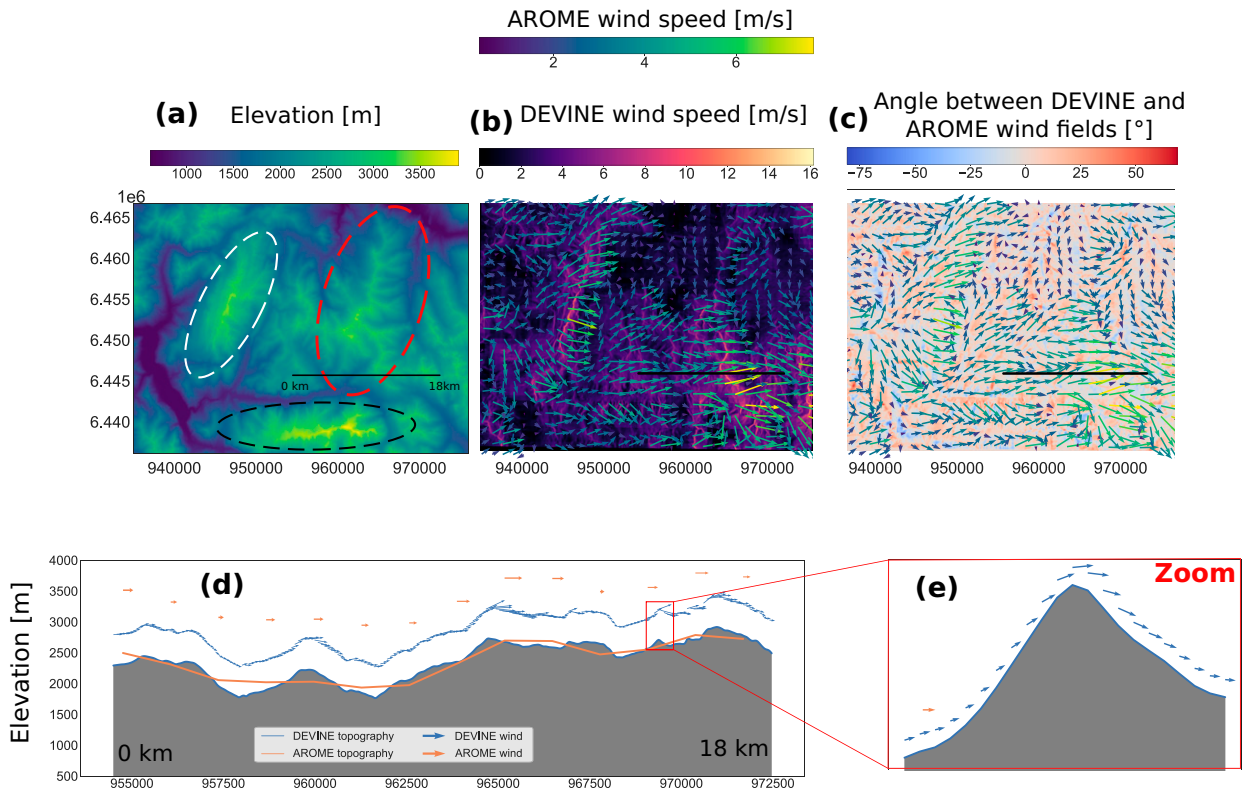 AROME wind speed [m/s]
2 4 6
(a) Elevation [m]
1000 1500 2000 2500 3000 3500
(b) DEVINE wind speed [m/s]
0 2 4 6 8 10 12 14 16
(c) Angle between DEVINE and
AROME wind fields [°]
−75 −50 −25 0 25 50
1e6
6.465
6.460
6.455
6.450
6.445
6.440
0 km 18km
940000 950000 960000 970000
940000 950000 960000 970000
940000 950000 960000 970000
(d)
Elevation [m]
4000
3500
3000
2500
2000
1500
1000
500
0 km
18 km
DEVINE topography
AROME topography
DEVINE wind
AROME wind
955000 957500 960000 962500 965000 967500 970000 972500
(e)
Zoom